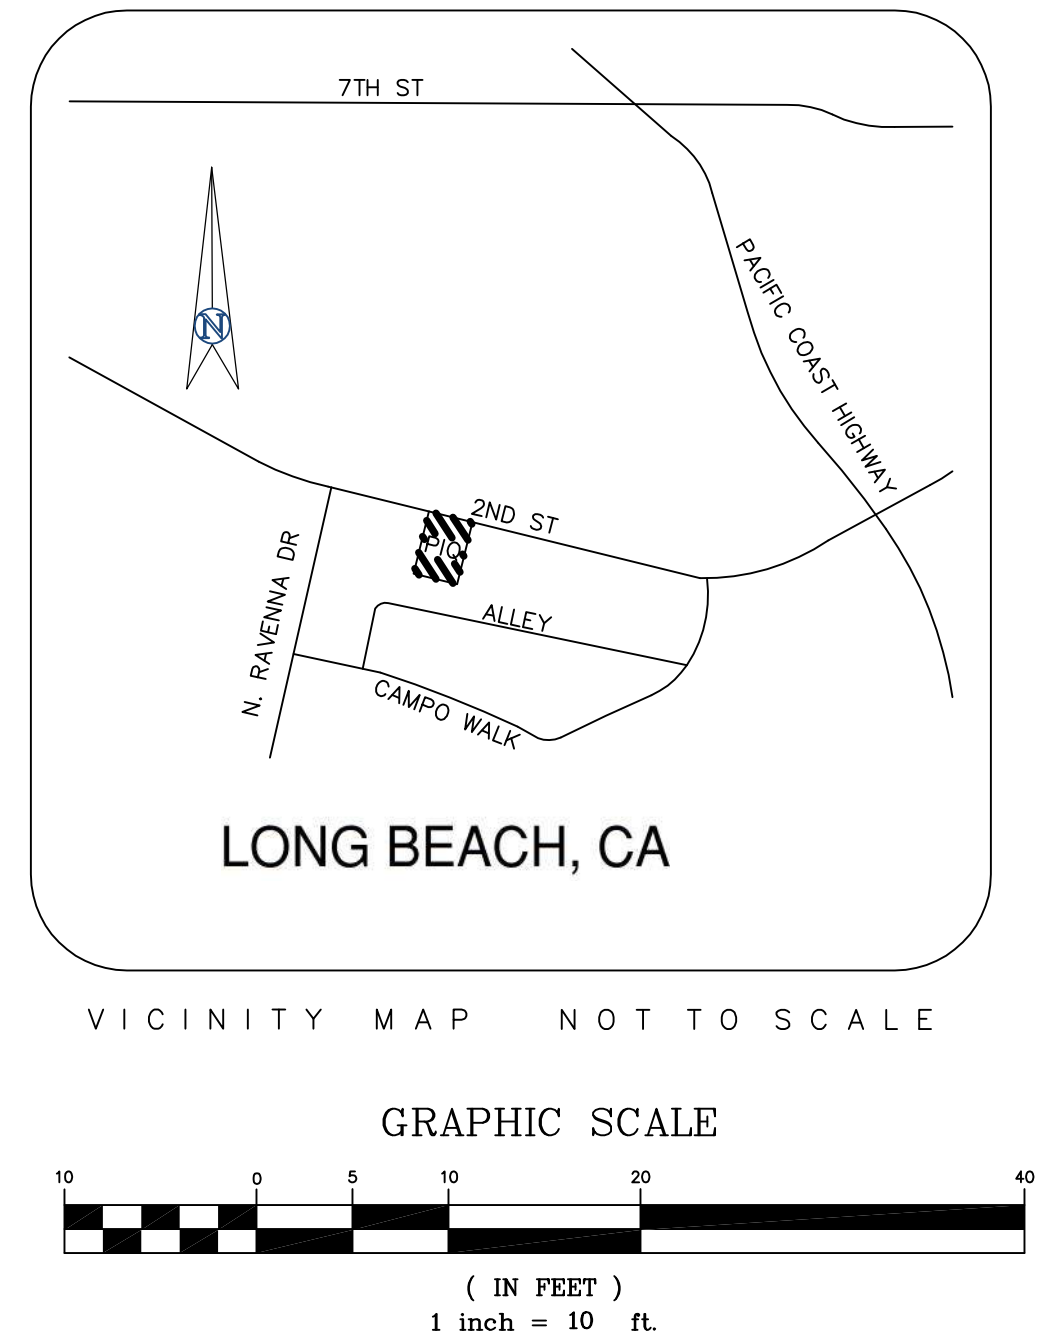 7TH ST
PACIFIC COAST HIGHWAY
N
2ND ST
PIQ
N. RAVENNA DR
ALLEY
CAMPO WALK
LONG BEACH, CA
VICINITY MAP NOT TO SCALE
GRAPHIC SCALE
10 0 5 10 20 40
( IN FEET )
1 inch = 10 ft.